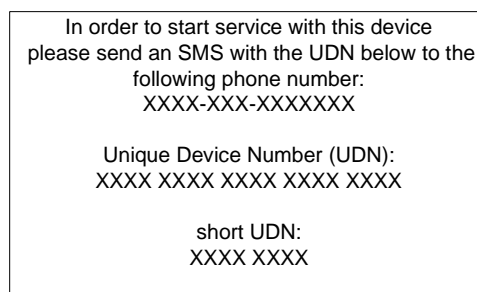 In order to start service with this device
please send an SMS with the UDN below to the
following phone number:
XXXX-XXX-XXXXXXX
Unique Device Number (UDN):
XXXX XXXX XXXX XXXX XXXX
short UDN:
XXXX XXXX